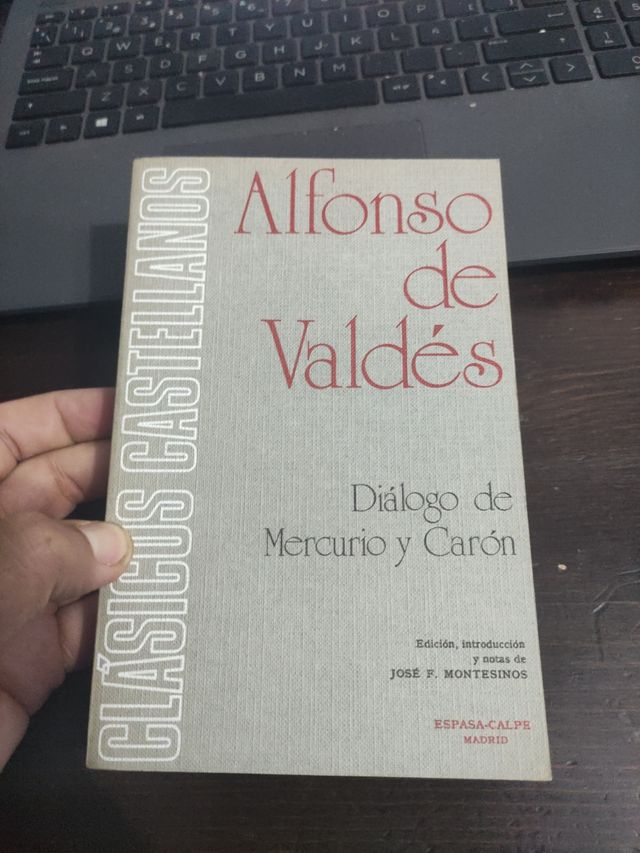 Q W E R T Y U I O P
A S D F G H J K L Ñ
Z X C V B N M
CLÁSICOS CASTELLANOS
Alfonso
de
Valdés
Diálogo de
Mercurio y Carón
Edición, introducción
y notas de
JOSÉ F. MONTESINOS
ESPASA-CALPE
MADRID